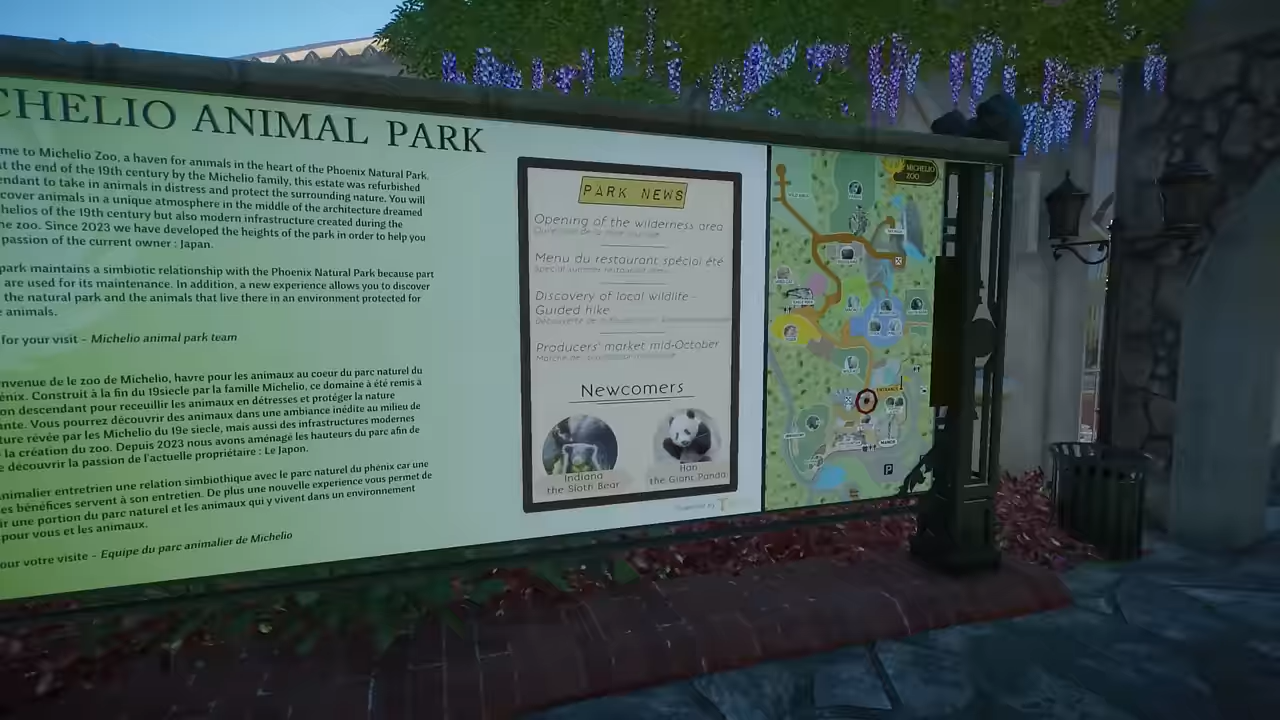 CHELIO ANIMAL PARK
me to Michelio Zoo, a haven for animals in the heart of the Phoenix Natural Park.
t the end of the 19th century by the Michelio family, this estate was refurbished
endant to take in animals in distress and protect the surrounding nature. You will
cover animals in a unique atmosphere in the middle of the architecture dreamed
helios of the 19th century but also modern infrastructure created during the
he zoo. Since 2023 we have developed the heights of the park in order to help you
passion of the current owner : Japan.
park maintains a simbiotic relationship with the Phoenix Natural Park because part
are used for its maintenance. In addition, a new experience allows you to discover
the natural park and the animals that live there in an environment protected for
e animals.
for your visit - Michelio animal park team
nvenue de le zoo de Michelio, havre pour les animaux au coeur du parc naturel du
énix. Construit à la fin du 19siecle par la famille Michelio, ce domaine à été remis a
on descendant pour receuillir les animaux en détresses et protéger la nature
ante. Vous pourrez découvrir des animaux dans une ambiance inédite au milieu de
ture révée par les Michelio du 19e siecle, mais aussi des infrastructures modernes
la création du zoo. Depuis 2023 nous avons aménagé les hauteurs du parc afin de
e découvrir la passion de l'actuelle propriétaire : Le Japon.
nimalier entretrien une relation simbiothique avec le parc naturel du phénix car une
es bénéfices servent à son entretien. De plus une nouvelle experience vous permet de
ir une portion du parc naturel et les animaux qui y vivent dans un environnement
pour vous et les animaux.
our votre visite - Equipe du parc animalier de Michelio
PARK NEWS
Opening of the wilderness area
Menu du restaurant spécial été
Special summer restaurant menu
Discovery of local wildlife -
Guided hike
Producers' market mid-October
Newcomers
Indiana
the Sloth Bear
Han
the Giant Panda
Powered by
MICHELIO
ZOO
ENTRANCE
MANOR
P